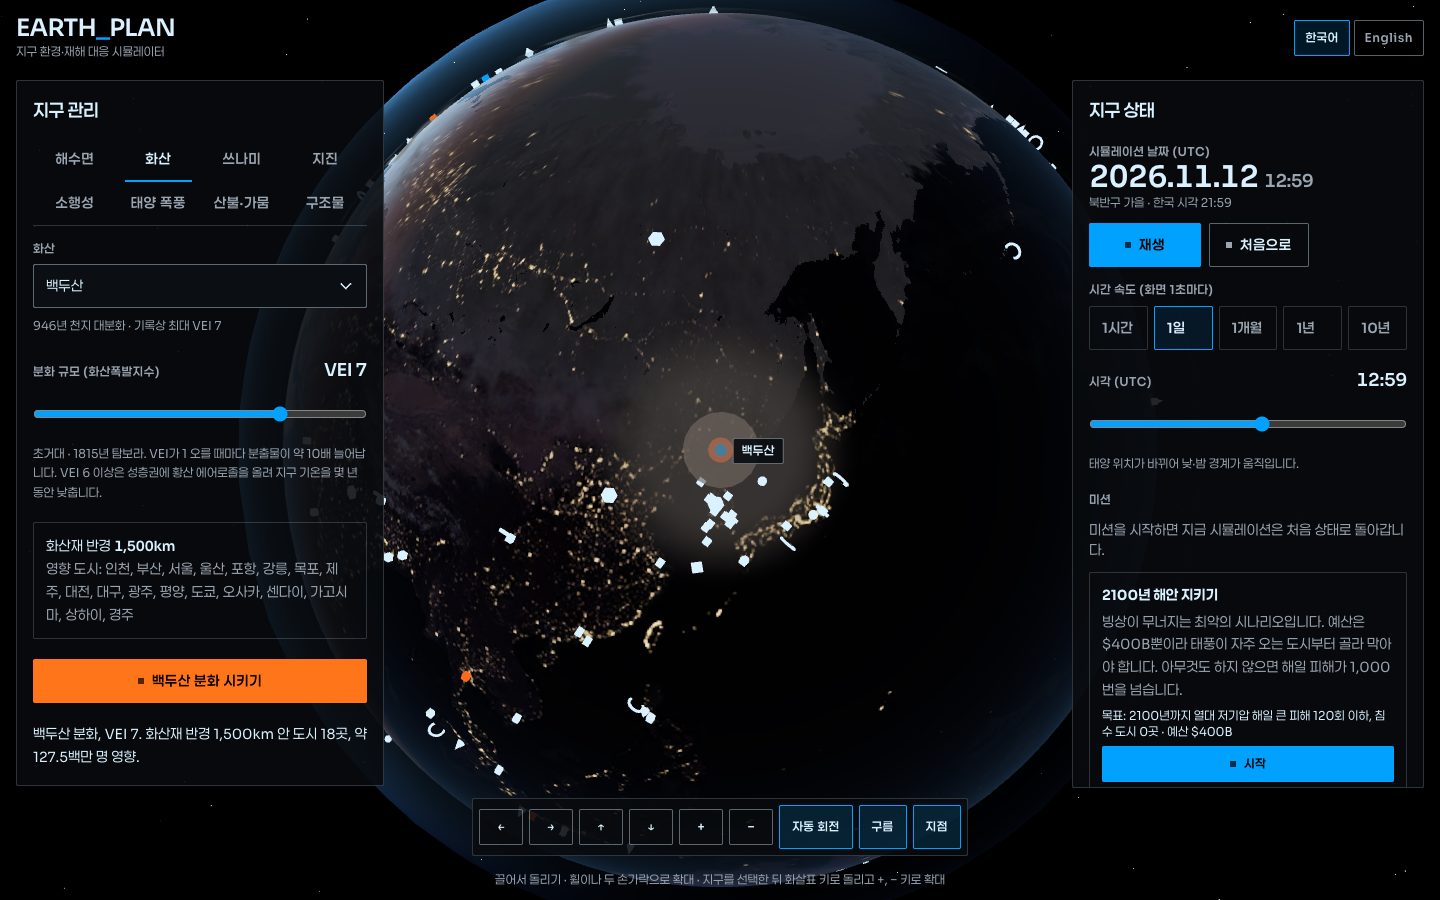 EARTH_PLAN
지구 환경·재해 대응 시뮬레이터
한국어
English
지구 관리
해수면
화산
쓰나미
지진
소행성
태양 폭풍
산불·가뭄
구조물
화산
백두산
946년 천지 대분화 · 기록상 최대 VEI 7
분화 규모 (화산폭발지수)
VEI 7
초거대 · 1815년 탐보라. VEI가 1 오를 때마다 분출물이 약 10배 늘어납
니다. VEI 6 이상은 성층권에 황산 에어로졸을 올려 지구 기온을 몇 년
동안 낮춥니다.
화산재 반경 1,500km
영향 도시: 인천, 부산, 서울, 울산, 포항, 강릉, 목포, 제
주, 대전, 대구, 광주, 평양, 도쿄, 오사카, 센다이, 가고시
마, 상하이, 경주
백두산 분화 시키기
백두산 분화, VEI 7. 화산재 반경 1,500km 안 도시 18곳, 약
127.5백만 명 영향.
백두산
지구 상태
시뮬레이션 날짜 (UTC)
2026.11.12 12:59
북반구 가을 · 한국 시각 21:59
재생
처음으로
시간 속도 (화면 1초마다)
1시간
1일
1개월
1년
10년
시각 (UTC)
12:59
태양 위치가 바뀌어 낮·밤 경계가 움직입니다.
미션
미션을 시작하면 지금 시뮬레이션은 처음 상태로 돌아갑니
다.
2100년 해안 지키기
빙상이 무너지는 최악의 시나리오입니다. 예산은
$400B뿐이라 태풍이 자주 오는 도시부터 골라 막아
야 합니다. 아무것도 하지 않으면 해일 피해가 1,000
번을 넘습니다.
목표: 2100년까지 열대 저기압 해일 큰 피해 120회 이하, 침
수 도시 0곳 · 예산 $400B
시작
← → ↑ ↓ + −
자동 회전
구름
지점
끌어서 돌리기 · 휠이나 두 손가락으로 확대 · 지구를 선택한 뒤 화살표 키로 돌리고 +, − 키로 확대